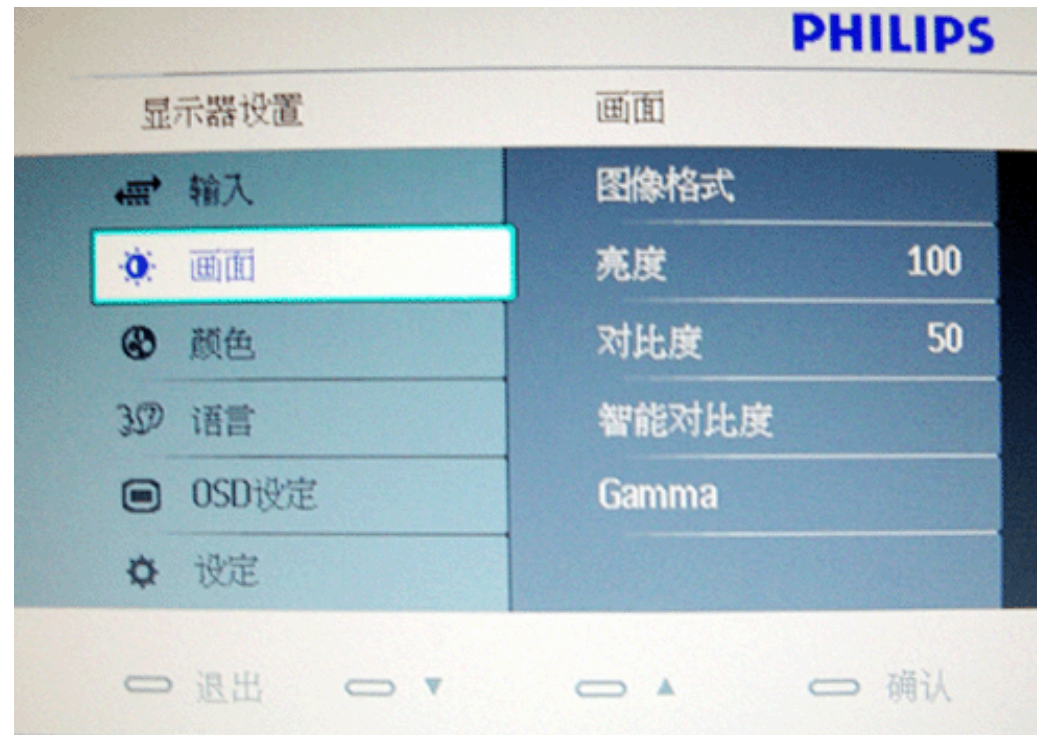 PHILIPS
显示器设置 画面
输入 图像格式
画面 亮度 100
颜色 对比度 50
语言 智能对比度
OSD设定 Gamma
设定
退出 ▼ ▲ 确认